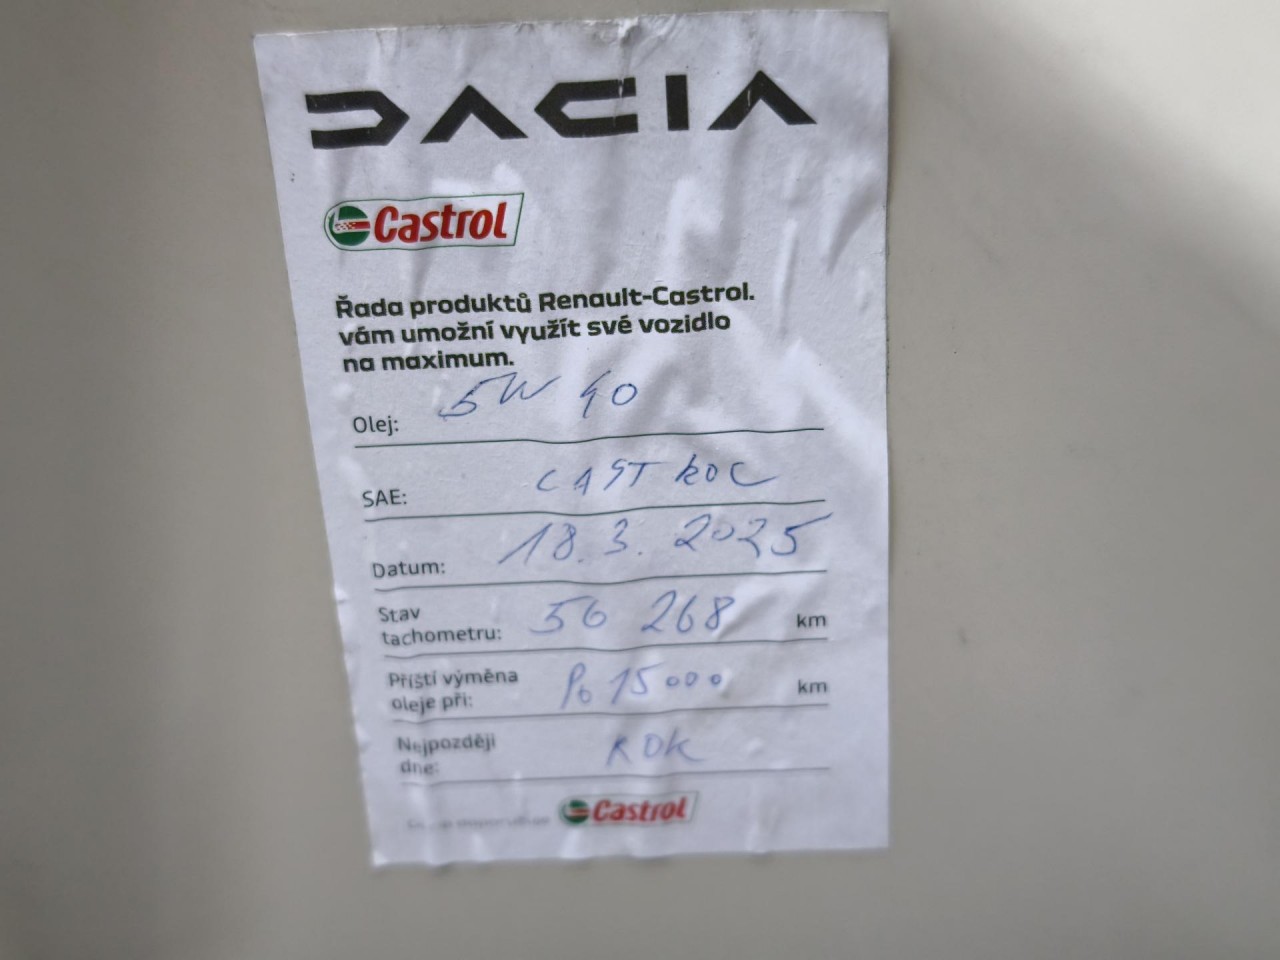 DACIA
Castrol
Řada produktů Renault-Castrol.
vám umožní využít své vozidlo
na maximum.
Olej: 5W 40
SAE: CASTROL
Datum: 18.3.2025
Stav
tachometru: 56 268 km
Příští výměna
oleje při: Po 15000 km
Nejpozději
dne: ROK
Castrol